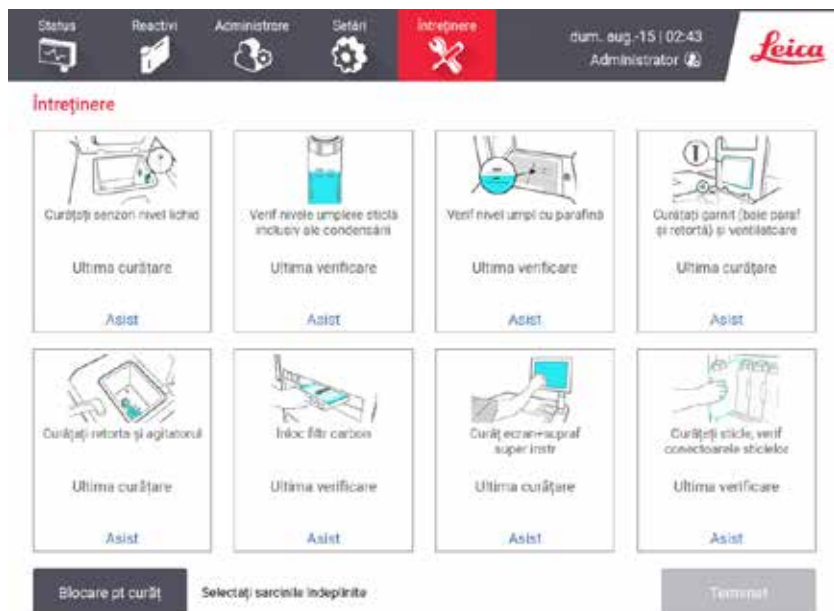 Status
Reactivi
Administrare
Setări
Întreținere
dum. aug.-15 | 02:43
Administrator
Leica
Întreținere
Curățați senzori nivel lichid
Ultima curățare
Asist
Verif nivele umplere sticlă
inclusiv ale condensării
Ultima verificare
Asist
Verif nivel umpl cu parafină
Ultima verificare
Asist
Curățați garnit (baie paraf
și retortă) și ventilatoare
Ultima curățare
Asist
Curățați retorta și agitatorul
Ultima curățare
Asist
Inloc filtr carbon
Ultima verificare
Asist
Curăț ecran+supraf
super instr
Ultima curățare
Asist
Curățați sticle, verif
conectoarele sticlelor
Ultima verificare
Asist
Blocare pt curăț
Selectați sarcinile îndeplinite
Terminat